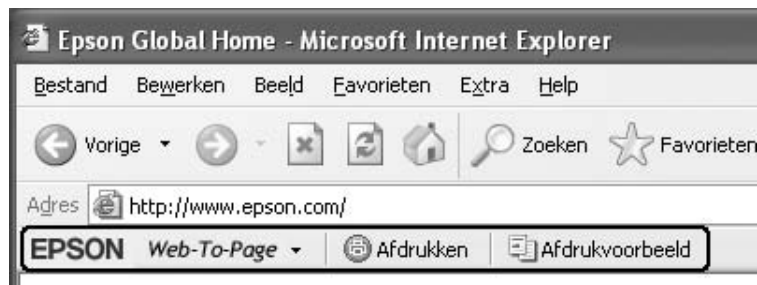 Epson Global Home - Microsoft Internet Explorer
Bestand Bewerken Beeld Favorieten Extra Help
Vorige Zoeken Favorieten
Adres http://www.epson.com/
EPSON Web-To-Page Afdrukken Afdrukvoorbeeld